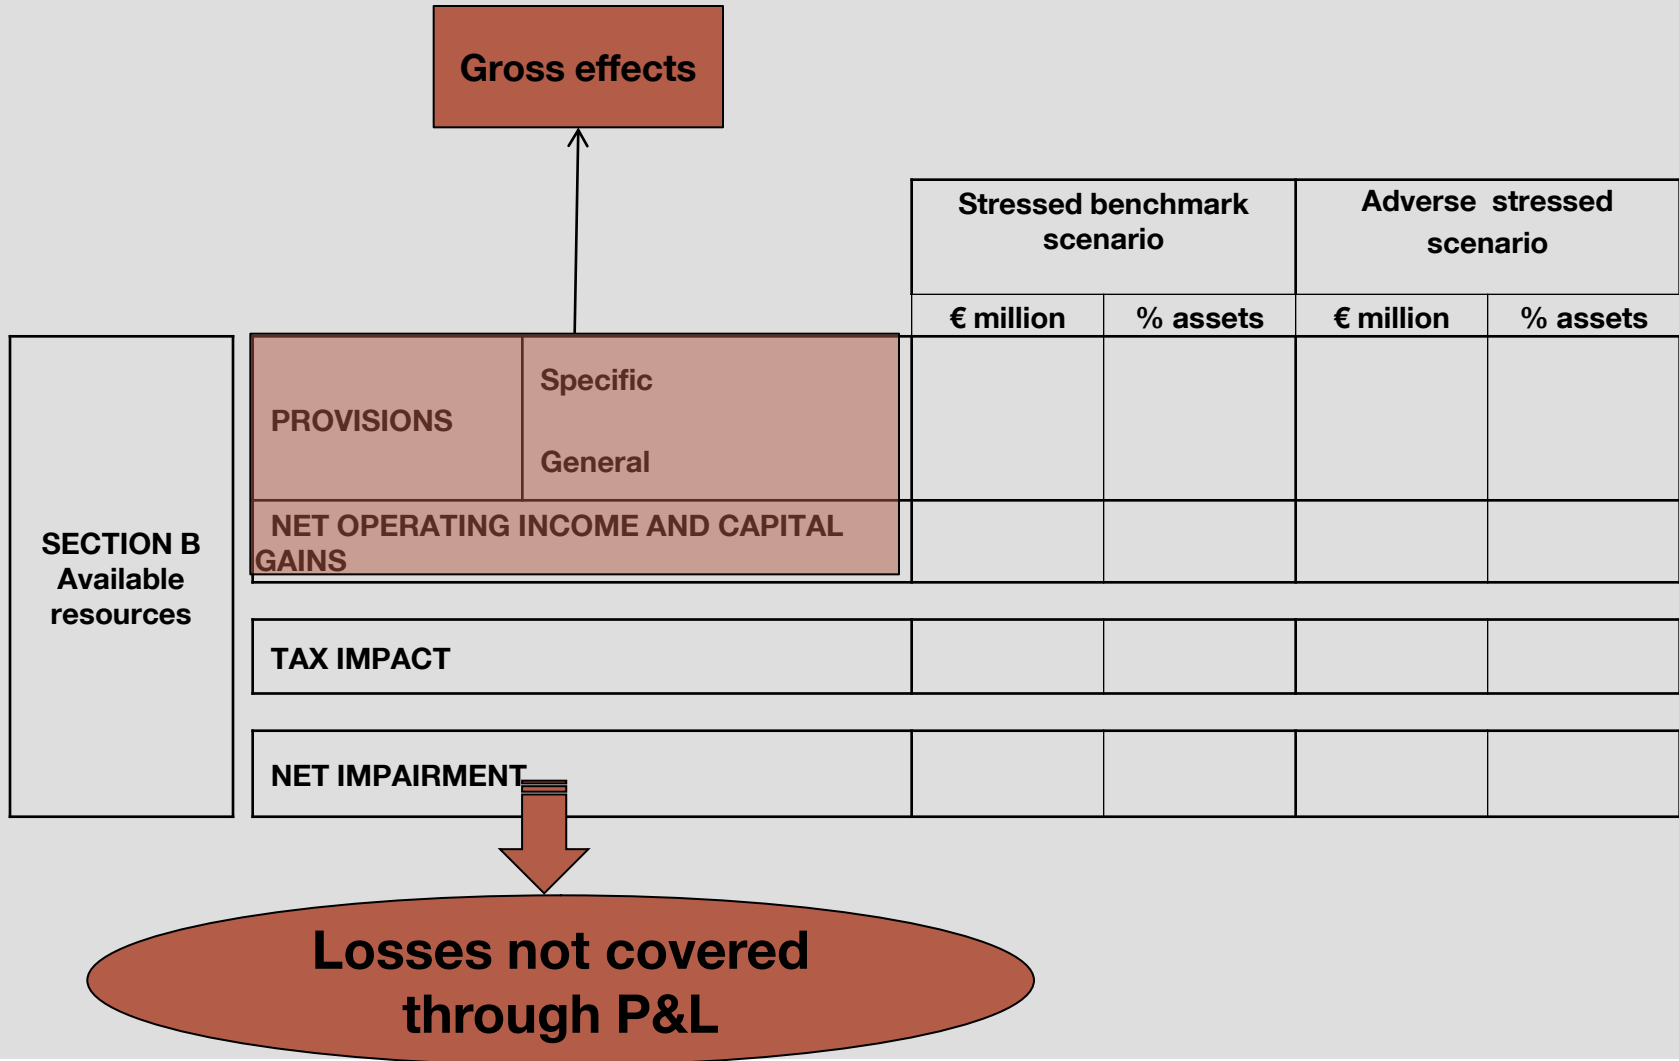 Gross effects
Stressed benchmark
scenario
Adverse stressed
scenario
€ million
% assets
€ million
% assets
SECTION B
Available
resources
PROVISIONS
Specific
General
NET OPERATING INCOME AND CAPITAL
GAINS
TAX IMPACT
NET IMPAIRMENT
Losses not covered
through P&L